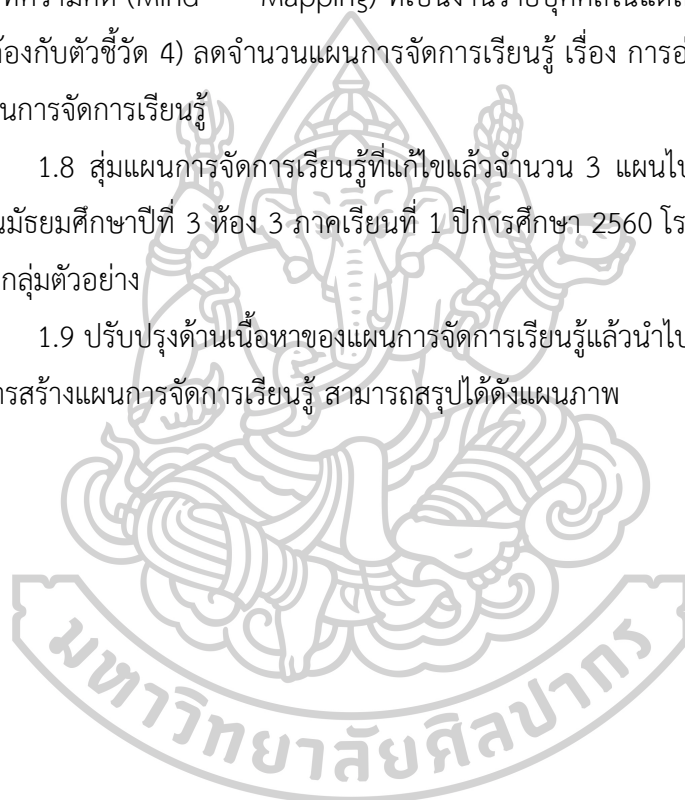 ที่ความคิด (Mind Mapping) ที่เป็นงานรายบุคคลในแต่ล
ล้องกับตัวชี้วัด 4) ลดจำนวนแผนการจัดการเรียนรู้ เรื่อง การอ
นการจัดการเรียนรู้
1.8 สุ่มแผนการจัดการเรียนรู้ที่แก้ไขแล้วจำนวน 3 แผนไป
นมัธยมศึกษาปีที่ 3 ห้อง 3 ภาคเรียนที่ 1 ปีการศึกษา 2560 โร
กลุ่มตัวอย่าง
1.9 ปรับปรุงด้านเนื้อหาของแผนการจัดการเรียนรู้แล้วนำไป
ารสร้างแผนการจัดการเรียนรู้ สามารถสรุปได้ดังแผนภาพ
มหาวิทยาลัยศิลปากร